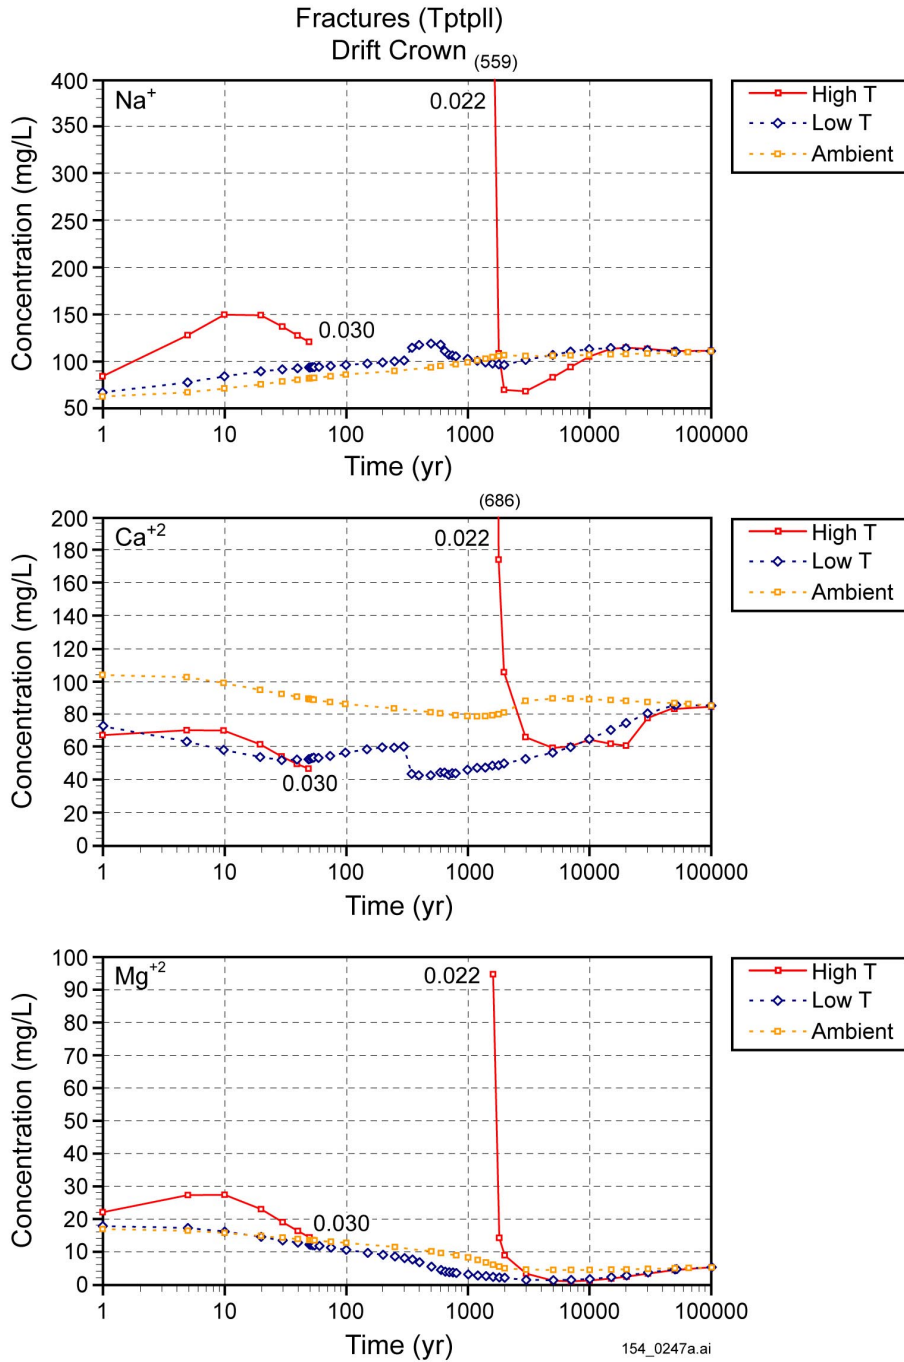 Fractures (Tptpll)
Drift Crown (559)
Na+
0.022
0.030
400
350
300
250
200
150
100
50
Concentration (mg/L)
1 10 100 1000 10000 100000
Time (yr)
High T
Low T
Ambient
(686)
Ca+2
0.022
0.030
200
180
160
140
120
100
80
60
40
20
0
Concentration (mg/L)
1 10 100 1000 10000 100000
Time (yr)
High T
Low T
Ambient
Mg+2
0.022
0.030
100
90
80
70
60
50
40
30
20
10
0
Concentration (mg/L)
1 10 100 1000 10000 100000
Time (yr)
High T
Low T
Ambient
154_0247a.ai